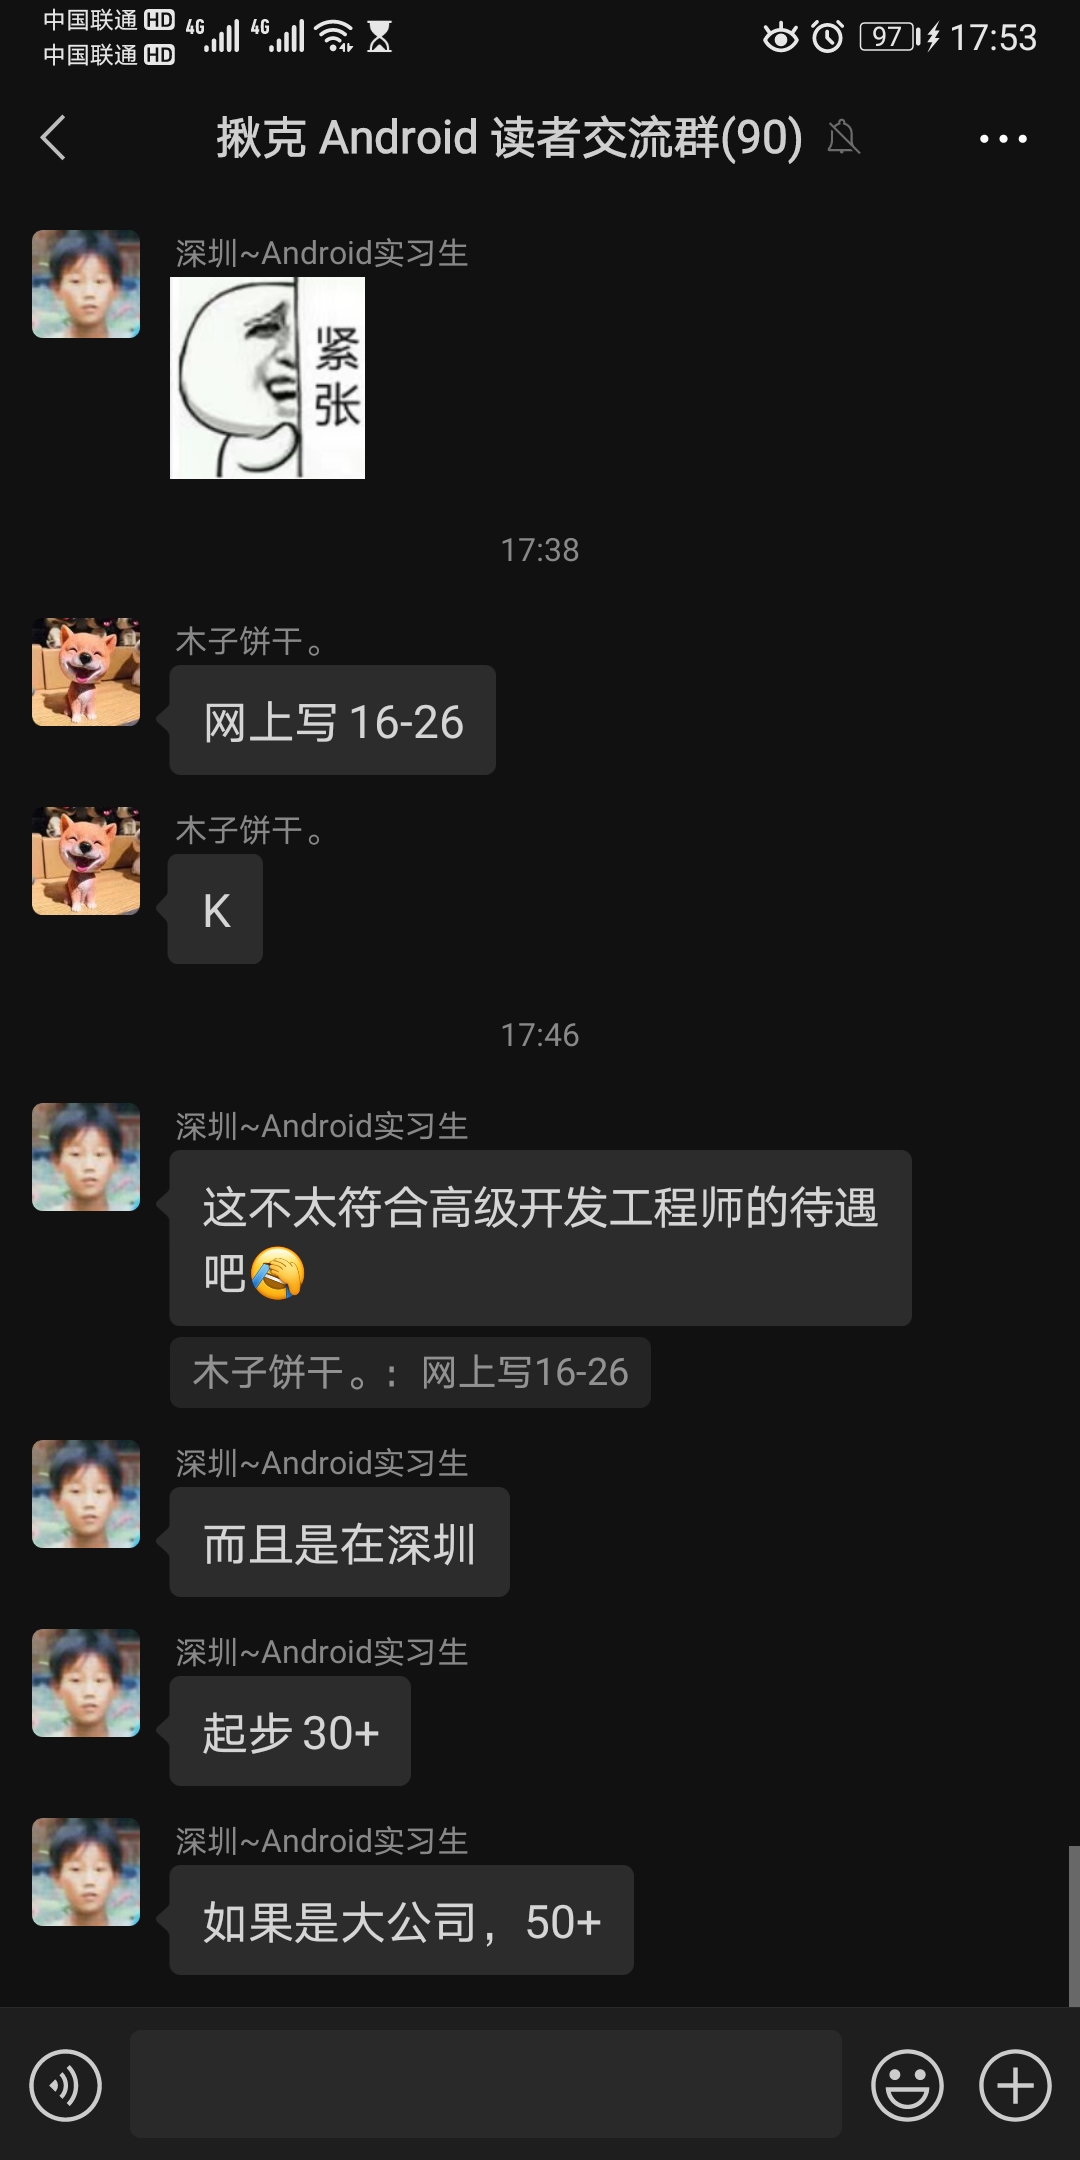 中国联通 HD
中国联通 HD
4G 4G 97 17:53
揪克 Android 读者交流群(90)
深圳~Android实习生
紧
张
17:38
木子饼干。
网上写 16-26
木子饼干。
K
17:46
深圳~Android实习生
这不太符合高级开发工程师的待遇
吧🤦
木子饼干。：网上写16-26
深圳~Android实习生
而且是在深圳
深圳~Android实习生
起步 30+
深圳~Android实习生
如果是大公司，50+